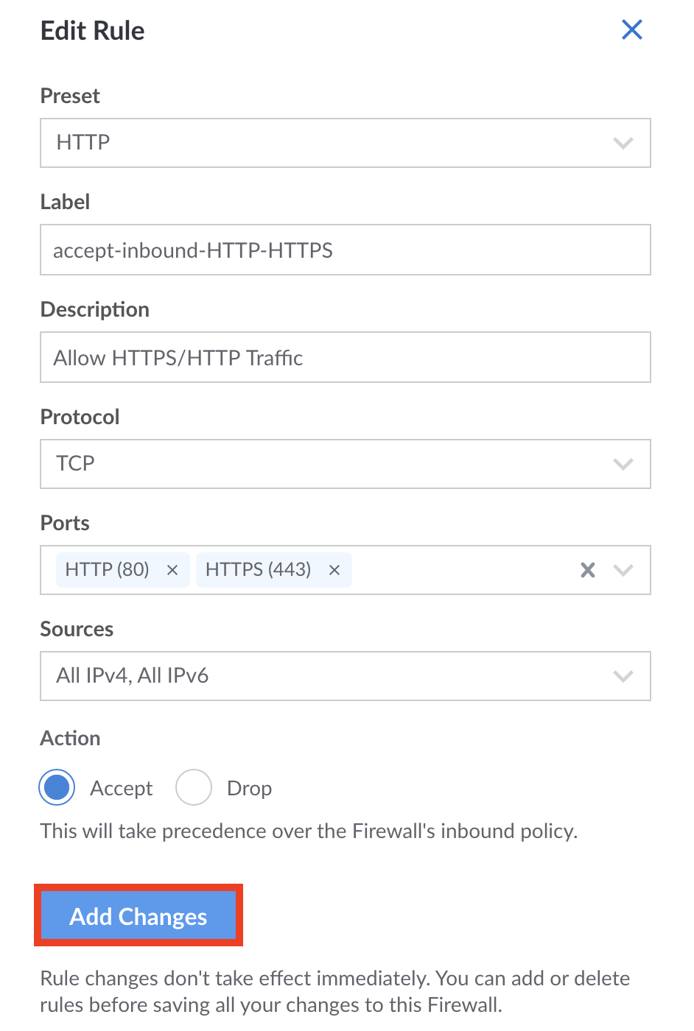 Edit Rule
Preset
HTTP
Label
accept-inbound-HTTP-HTTPS
Description
Allow HTTPS/HTTP Traffic
Protocol
TCP
Ports
HTTP (80) × HTTPS (443) ×
Sources
All IPv4, All IPv6
Action
Accept Drop
This will take precedence over the Firewall's inbound policy.
Add Changes
Rule changes don't take effect immediately. You can add or delete
rules before saving all your changes to this Firewall.